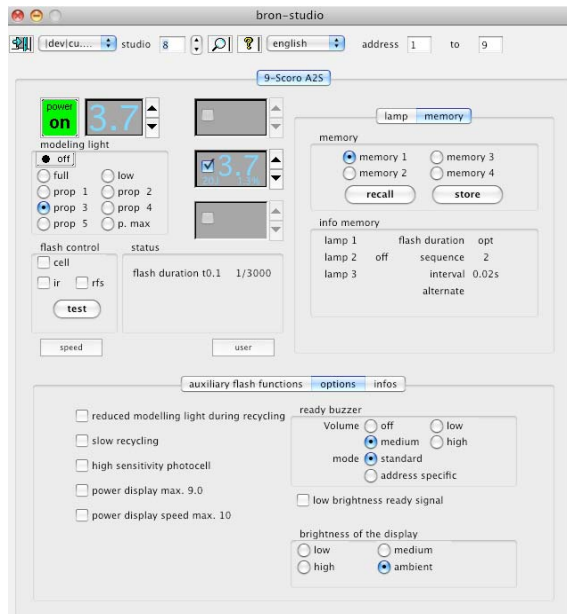 bron-studio
|dev|cu.... studio 8 english address 1 to 9
9-Scoro A2S
power
on
3.7
modeling light
off
full low
prop 1 prop 2
prop 3 prop 4
prop 5 p. max
3.7
flash control
cell
ir rfs
test
status
flash duration t0.1 1/3000
speed
user
lamp memory
memory
memory 1 memory 3
memory 2 memory 4
recall store
info memory
lamp 1 flash duration opt
lamp 2 off sequence 2
lamp 3 interval 0.02s
alternate
auxiliary flash functions options infos
reduced modelling light during recycling
slow recycling
high sensitivity photocell
power display max. 9.0
power display speed max. 10
ready buzzer
Volume off low
medium high
mode standard
address specific
low brightness ready signal
brightness of the display
low medium
high ambient